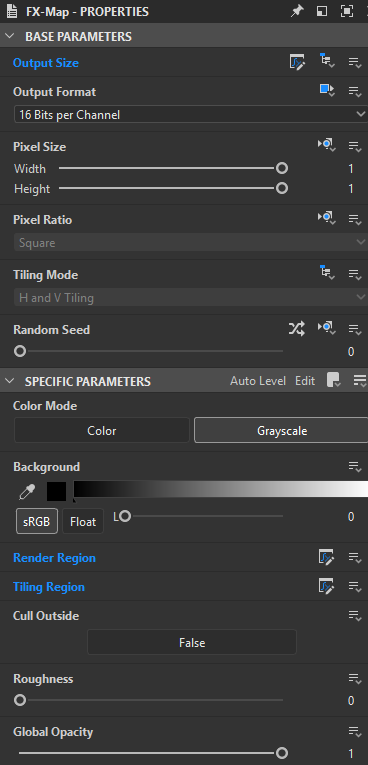 FX-Map - PROPERTIES
BASE PARAMETERS
Output Size
Output Format
16 Bits per Channel
Pixel Size
Width 1
Height 1
Pixel Ratio
Square
Tiling Mode
H and V Tiling
Random Seed
0
SPECIFIC PARAMETERS Auto Level Edit
Color Mode
Color Grayscale
Background
sRGB Float L 0
Render Region
Tiling Region
Cull Outside
False
Roughness
0
Global Opacity
1